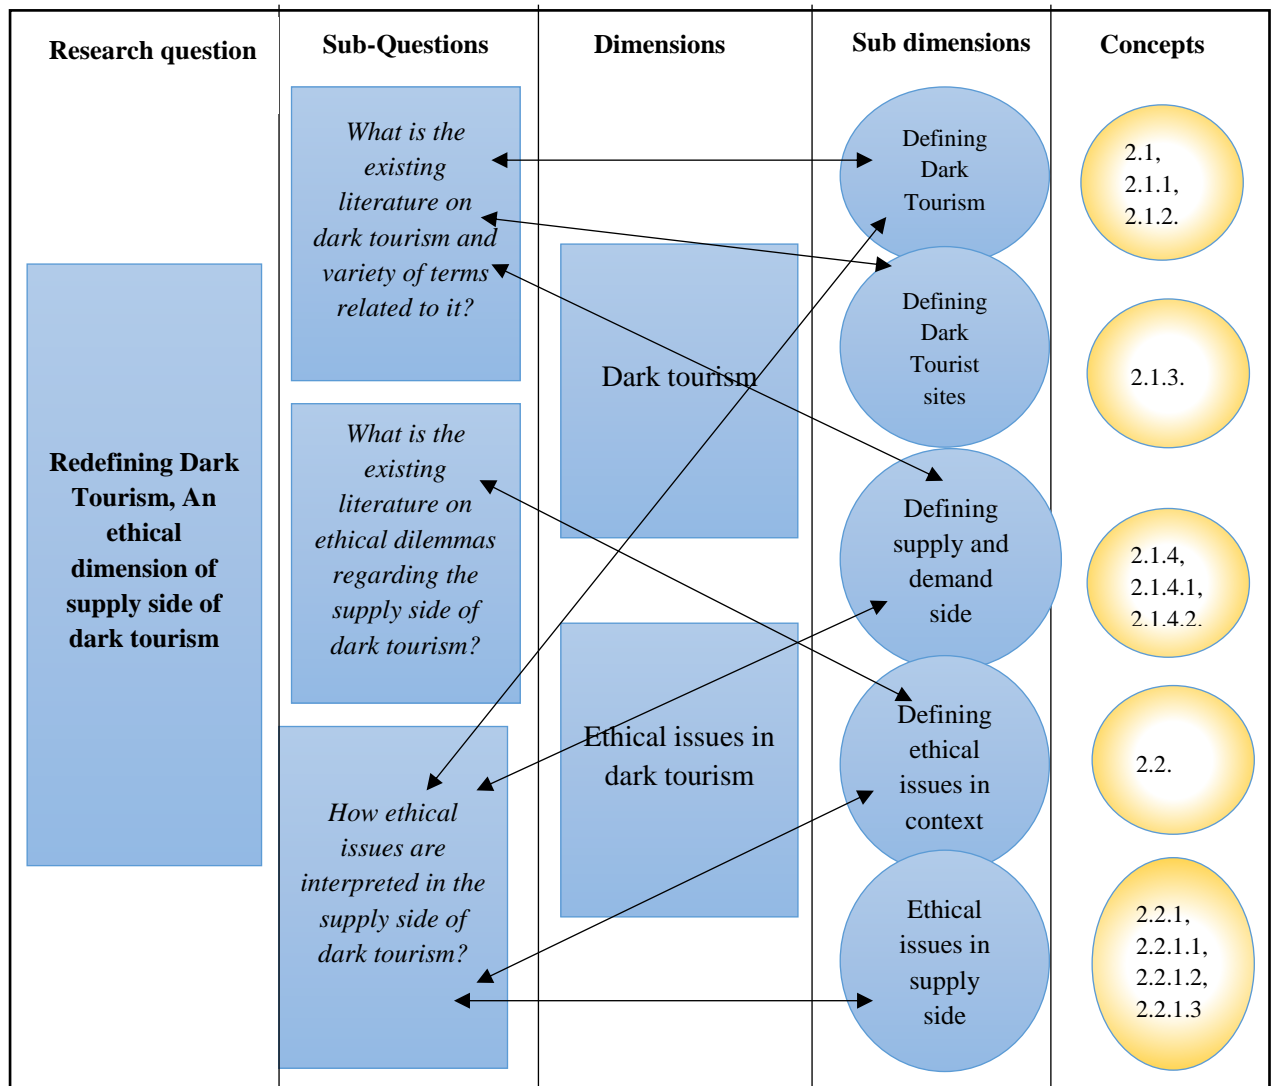 Research question
Sub-Questions
Dimensions
Sub dimensions
Concepts
Redefining Dark
Tourism, An
ethical
dimension of
supply side of
dark tourism
What is the
existing
literature on
dark tourism and
variety of terms
related to it?
What is the
existing
literature on
ethical dilemmas
regarding the
supply side of
dark tourism?
How ethical
issues are
interpreted in the
supply side of
dark tourism?
Dark tourism
Ethical issues in
dark tourism
Defining
Dark
Tourism
Defining
Dark
Tourist
sites
Defining
supply and
demand
side
Defining
ethical
issues in
context
Ethical
issues in
supply
side
2.1,
2.1.1,
2.1.2.
2.1.3.
2.1.4,
2.1.4.1,
2.1.4.2.
2.2.
2.2.1,
2.2.1.1,
2.2.1.2,
2.2.1.3